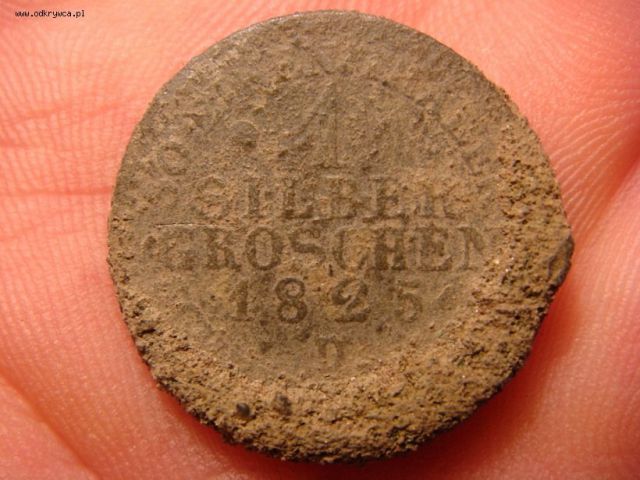 www.odkrywca.pl
1
SILBER
GROSCHEN
1825
D